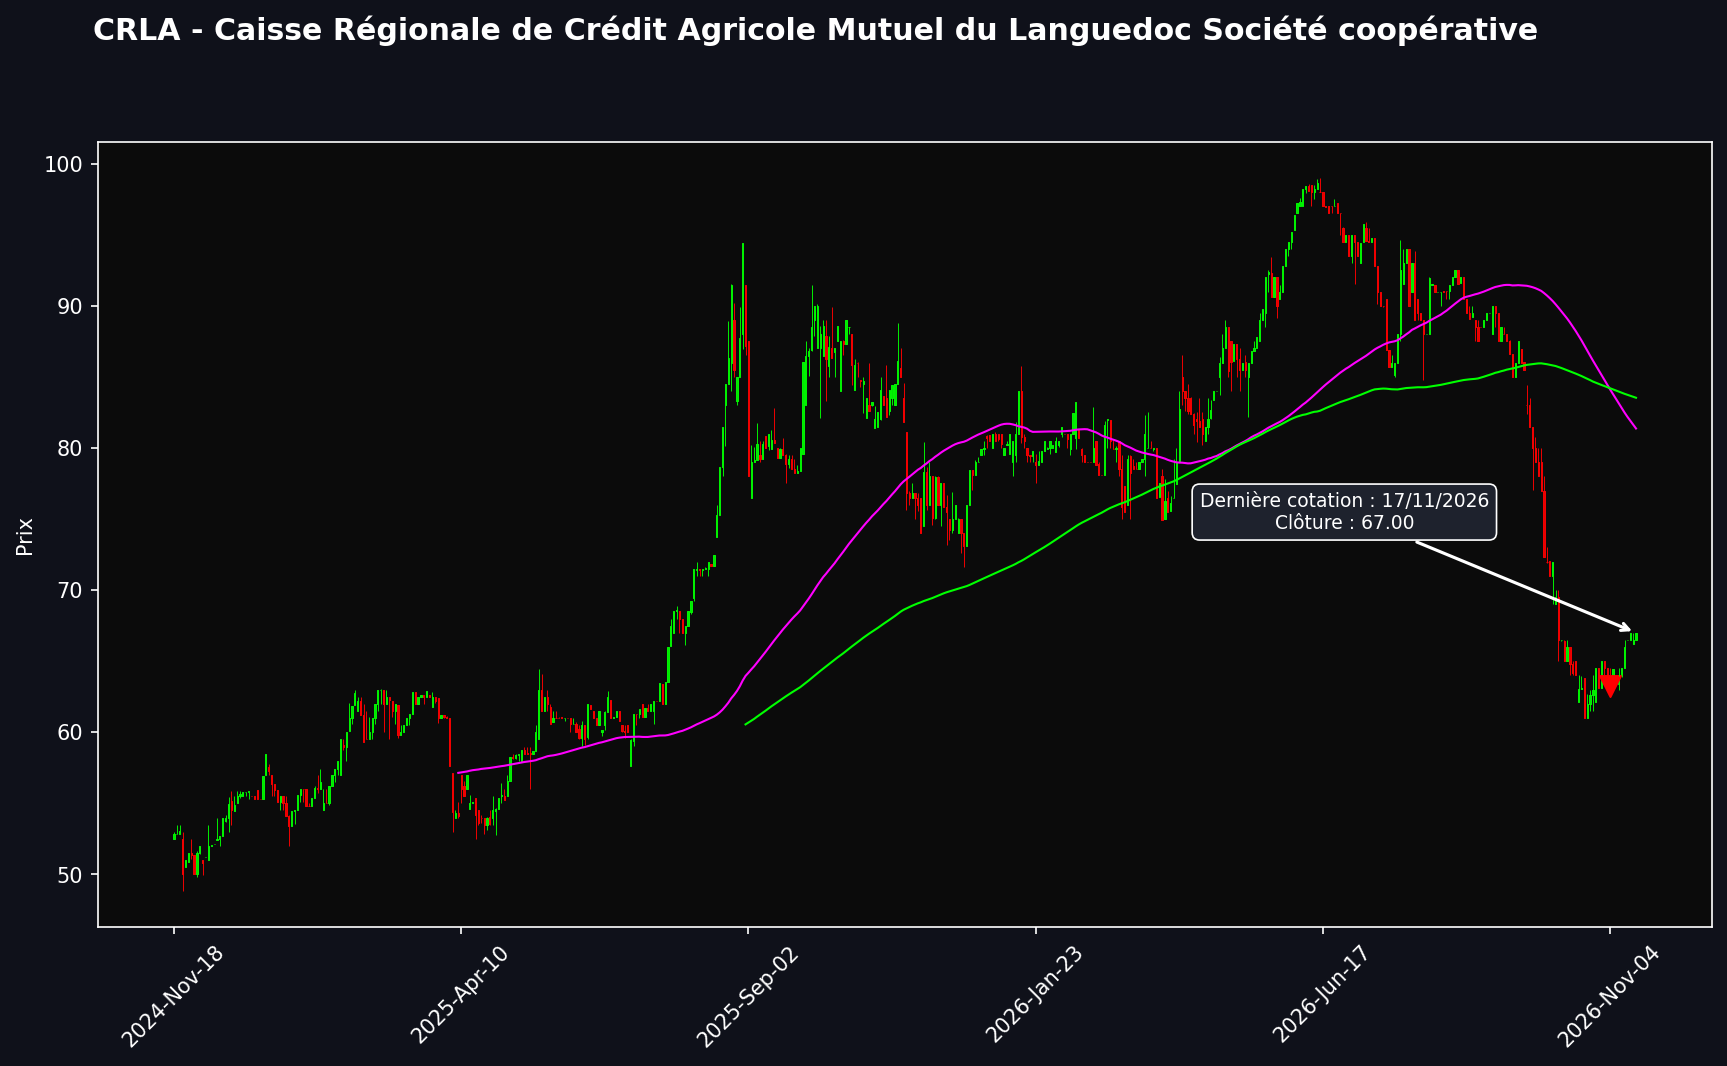 CRLA - Caisse Régionale de Crédit Agricole Mutuel du Languedoc Société coopérative
100
90
80
70
60
50
Prix
Dernière cotation : 17/11/2026
Clôture : 67.00
2024-Nov-18
2025-Apr-10
2025-Sep-02
2026-Jan-23
2026-Jun-17
2026-Nov-04